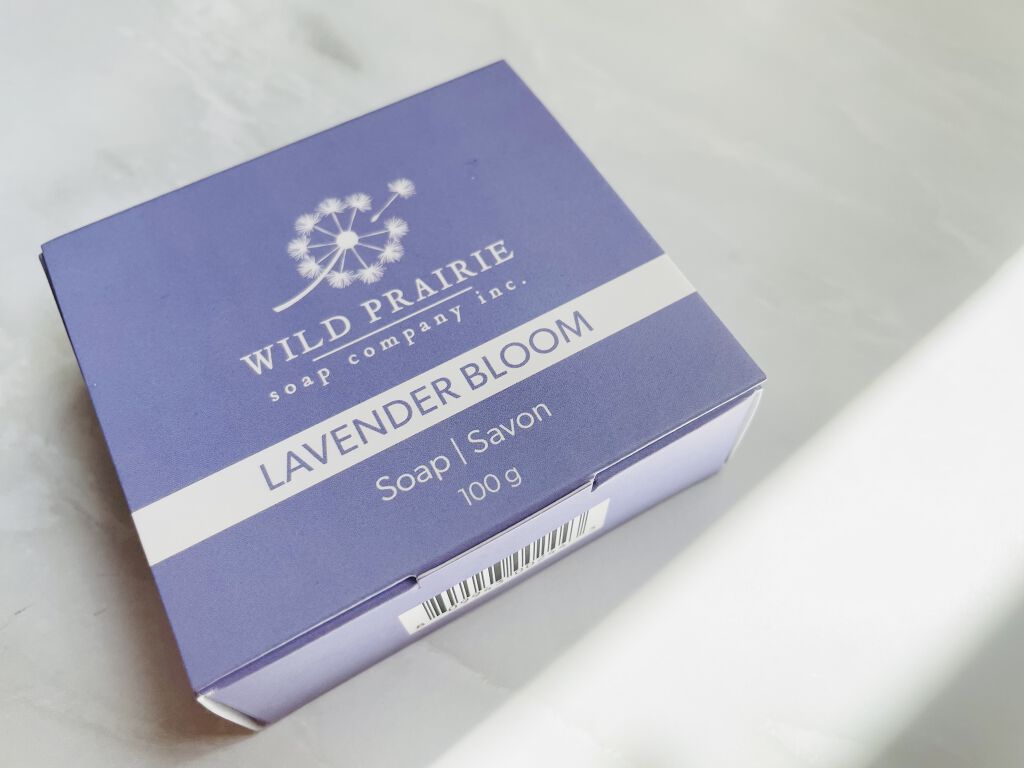 WILD PRAIRIE
soap company inc.
LAVENDER BLOOM
Soap | Savon
100 g